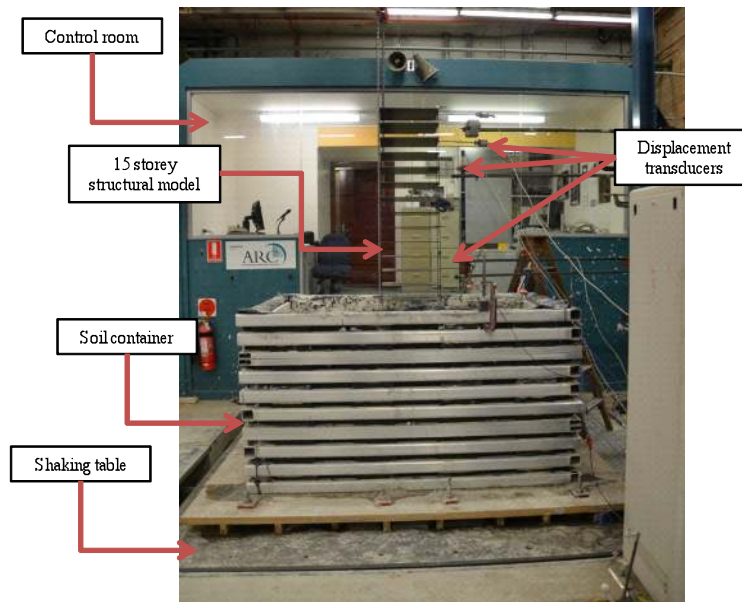 Control room
15 storey
structural model
Displacement
transducers
ARC
Soil container
Shaking table